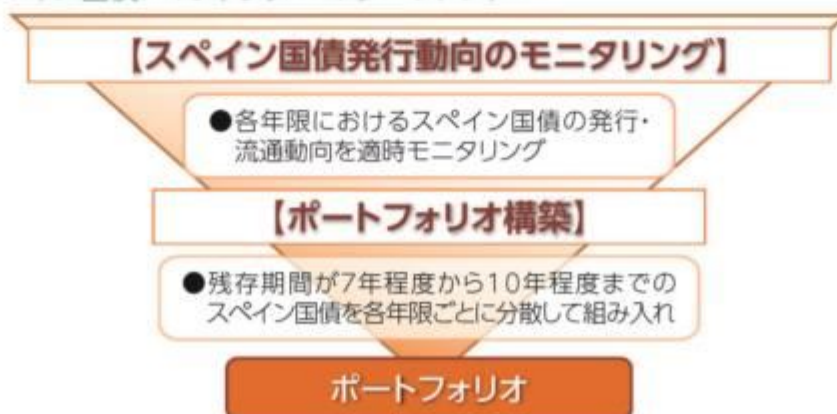 【スペイン国債発行動向のモニタリング】
●各年限におけるスペイン国債の発行・
流通動向を適時モニタリング
【ポートフォリオ構築】
●残存期間が7年程度から10年程度までの
スペイン国債を各年限ごとに分散して組み入れ
ポートフォリオ